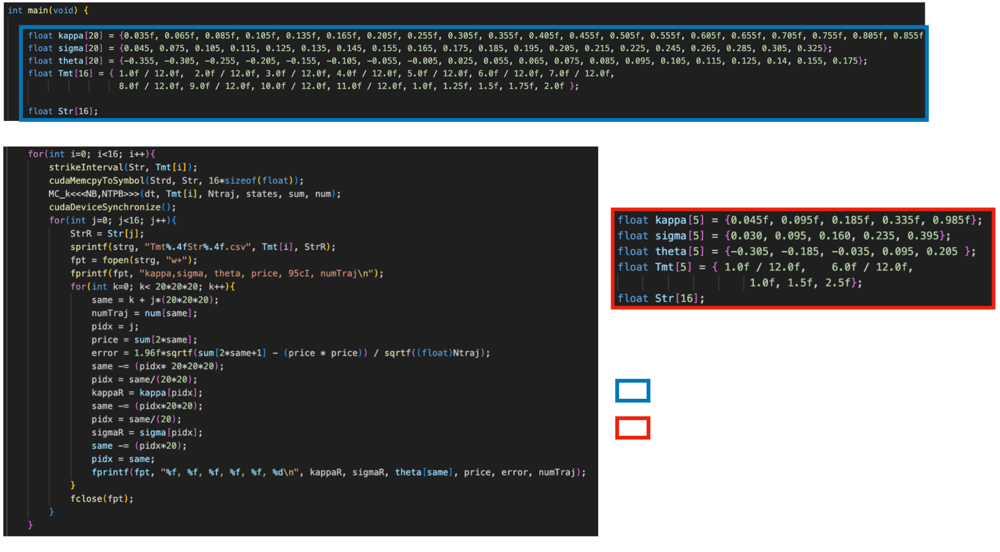 int main(void) {
float kappa[20] = {0.035f, 0.065f, 0.085f, 0.105f, 0.135f, 0.165f, 0.205f, 0.255f, 0.305f, 0.355f, 0.405f, 0.455f, 0.505f, 0.555f, 0.605f, 0.655f, 0.705f, 0.755f, 0.805f, 0.855f
float sigma[20] = {0.045, 0.075, 0.105, 0.115, 0.125, 0.135, 0.145, 0.155, 0.165, 0.175, 0.185, 0.195, 0.205, 0.215, 0.225, 0.245, 0.265, 0.285, 0.305, 0.325};
float theta[20] = {-0.355, -0.305, -0.255, -0.205, -0.155, -0.105, -0.055, -0.005, 0.025, 0.055, 0.065, 0.075, 0.085, 0.095, 0.105, 0.115, 0.125, 0.14, 0.155, 0.175};
float Tmt[16] = { 1.0f / 12.0f,  2.0f / 12.0f, 3.0f / 12.0f, 4.0f / 12.0f, 5.0f / 12.0f, 6.0f / 12.0f, 7.0f / 12.0f,
8.0f / 12.0f, 9.0f / 12.0f, 10.0f / 12.0f, 11.0f / 12.0f, 1.0f, 1.25f, 1.5f, 1.75f, 2.0f };
float Str[16];
for(int i=0; i<16; i++){
strikeInterval(Str, Tmt[i]);
cudaMemcpyToSymbol(Strd, Str, 16*sizeof(float));
MC_k<<<NB,NTPB>>>(dt, Tmt[i], Ntraj, states, sum, num);
cudaDeviceSynchronize();
for(int j=0; j<16; j++){
StrR = Str[j];
sprintf(strg, "Tmt%.4fStr%.4f.csv", Tmt[i], StrR);
fpt = fopen(strg, "w+");
fprintf(fpt, "kappa,sigma, theta, price, 95cI, numTraj\n");
for(int k=0; k< 20*20*20; k++){
same = k + j*(20*20*20);
numTraj = num[same];
pidx = j;
price = sum[2*same];
error = 1.96f*sqrtf(sum[2*same+1] - (price * price)) / sqrtf((float)Ntraj);
same -= (pidx* 20*20*20);
pidx = same/(20*20);
kappaR = kappa[pidx];
same -= (pidx*20*20);
pidx = same/(20);
sigmaR = sigma[pidx];
same -= (pidx*20);
pidx = same;
fprintf(fpt, "%f, %f, %f, %f, %f, %d\n", kappaR, sigmaR, theta[same], price, error, numTraj);
}
fclose(fpt);
}
}
float kappa[5] = {0.045f, 0.095f, 0.185f, 0.335f, 0.985f};
float sigma[5] = {0.030, 0.095, 0.160, 0.235, 0.395};
float theta[5] = {-0.305, -0.185, -0.035, 0.095, 0.205 };
float Tmt[5] = { 1.0f / 12.0f,    6.0f / 12.0f,
1.0f, 1.5f, 2.5f};
float Str[16];